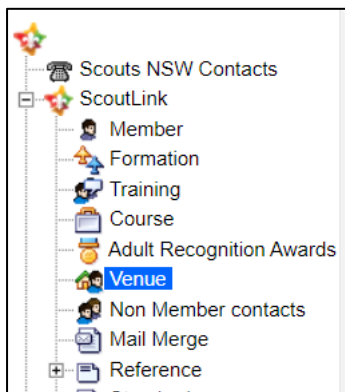 Scouts NSW Contacts
ScoutLink
Member
Formation
Training
Course
Adult Recognition Awards
Venue
Non Member contacts
Mail Merge
Reference